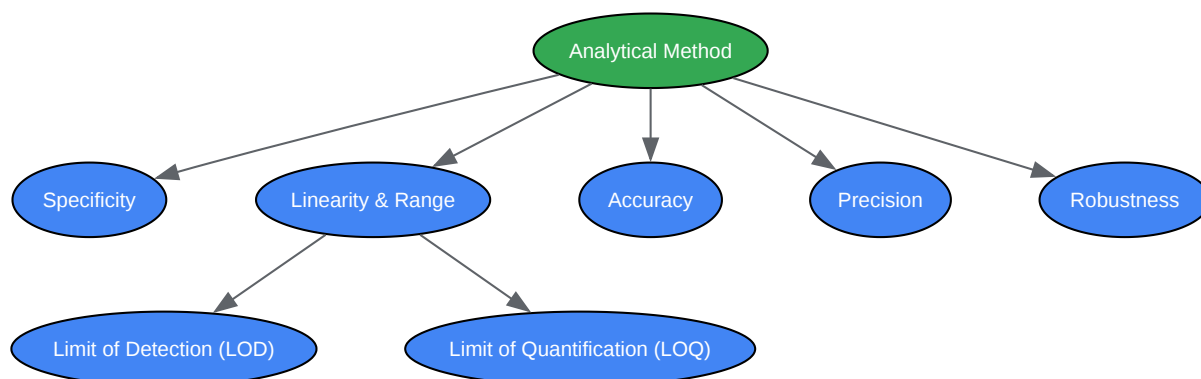 Analytical Method
Specificity
Linearity & Range
Accuracy
Precision
Robustness
Limit of Detection (LOD)
Limit of Quantification (LOQ)